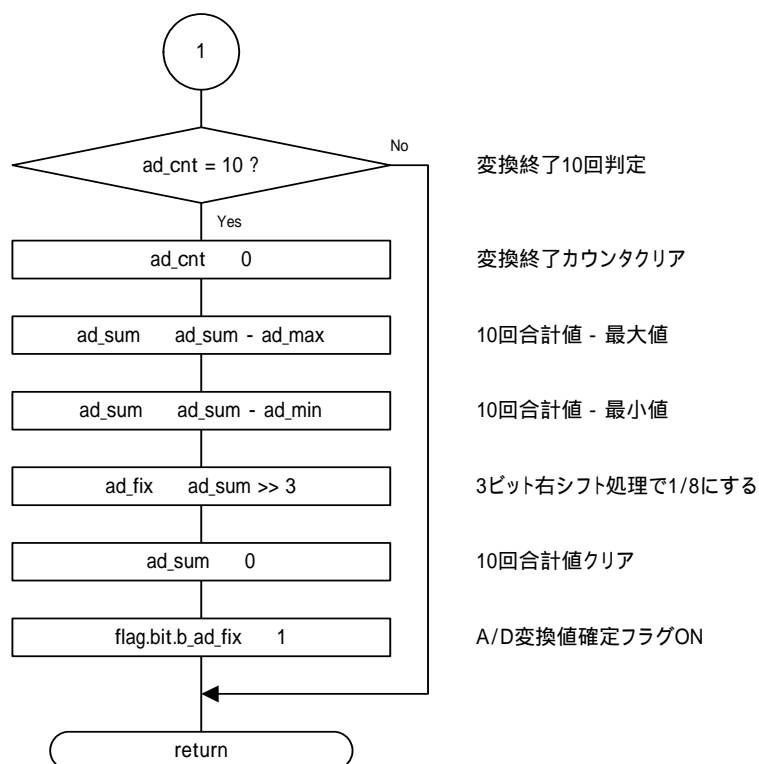 1
ad_cnt = 10 ?
No
変換終了10回判定
Yes
ad_cnt 0
変換終了カウンタクリア
ad_sum ad_sum - ad_max
10回合計値 - 最大値
ad_sum ad_sum - ad_min
10回合計値 - 最小値
ad_fix ad_sum >> 3
3ビット右シフト処理で1/8にする
ad_sum 0
10回合計値クリア
flag.bit.b_ad_fix 1
A/D変換値確定フラグON
return